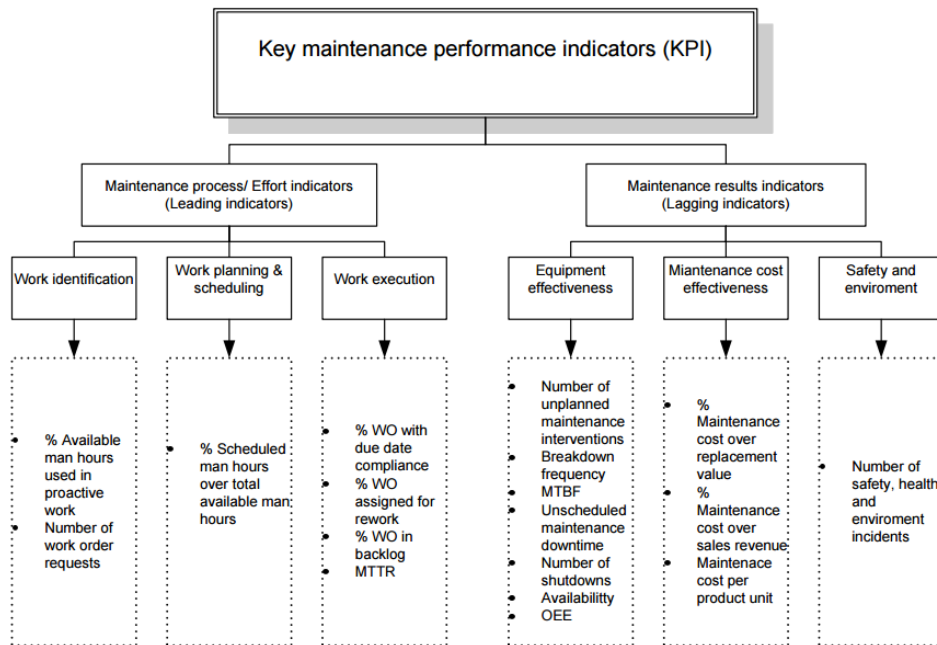 Key maintenance performance indicators (KPI)
Maintenance process/ Effort indicators
(Leading indicators)
Maintenance results indicators
(Lagging indicators)
Work identification
Work planning &
scheduling
Work execution
Equipment
effectiveness
Miantenance cost
effectiveness
Safety and
enviroment
• % Available
man hours
used in
proactive
work
• Number of
work order
requests
• % Scheduled
man hours
over total
available man
hours
• % WO with
due date
compliance
• % WO
assigned for
rework
• % WO in
backlog
• MTTR
• Number of
unplanned
maintenance
interventions
• Breakdown
frequency
• MTBF
• Unscheduled
maintenance
downtime
• Number of
shutdowns
• Availabilitty
• OEE
• %
Maintenance
cost over
replacement
value
• %
Maintenance
cost over
sales revenue
• Maintenace
cost per
product unit
• Number of
safety, health
and
enviroment
incidents